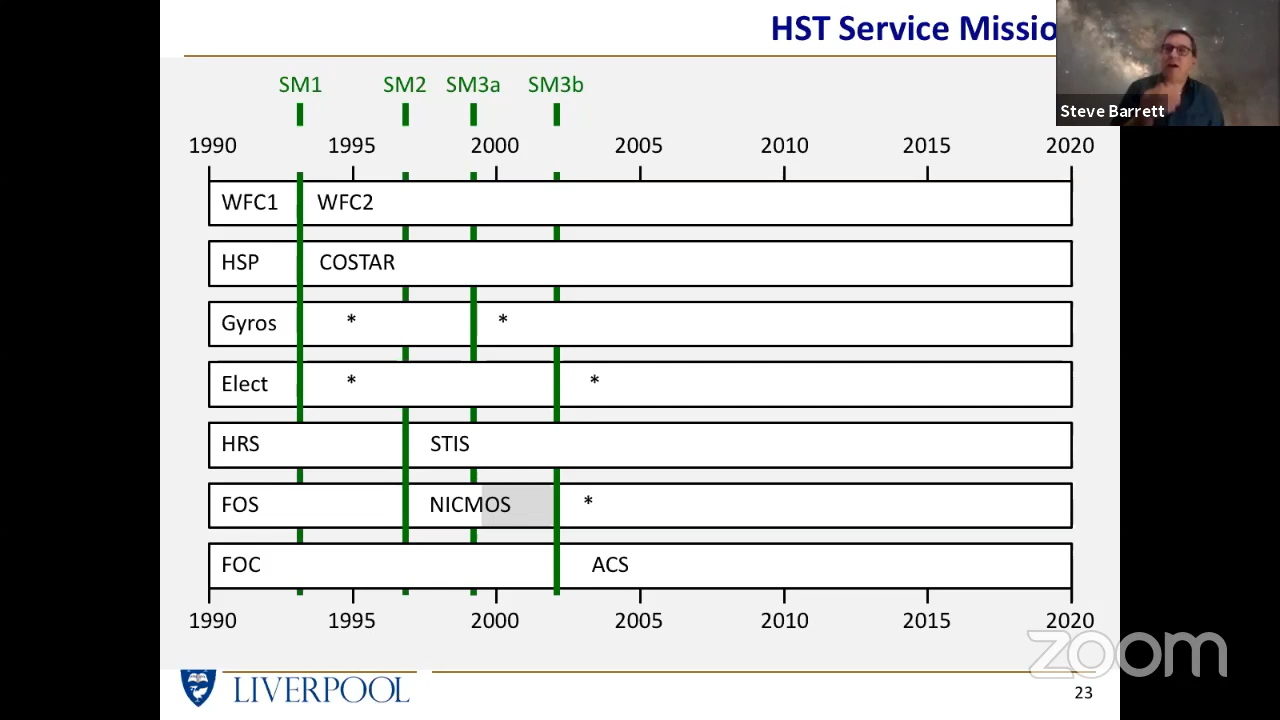 HST Service Missio
Steve Barrett
SM1 SM2 SM3a SM3b
1990 1995 2000 2005 2010 2015 2020
WFC1 WFC2
HSP COSTAR
Gyros * *
Elect * *
HRS STIS
FOS NICMOS *
FOC ACS
1990 1995 2000 2005 2010 2015 2020
zoom
LIVERPOOL
23